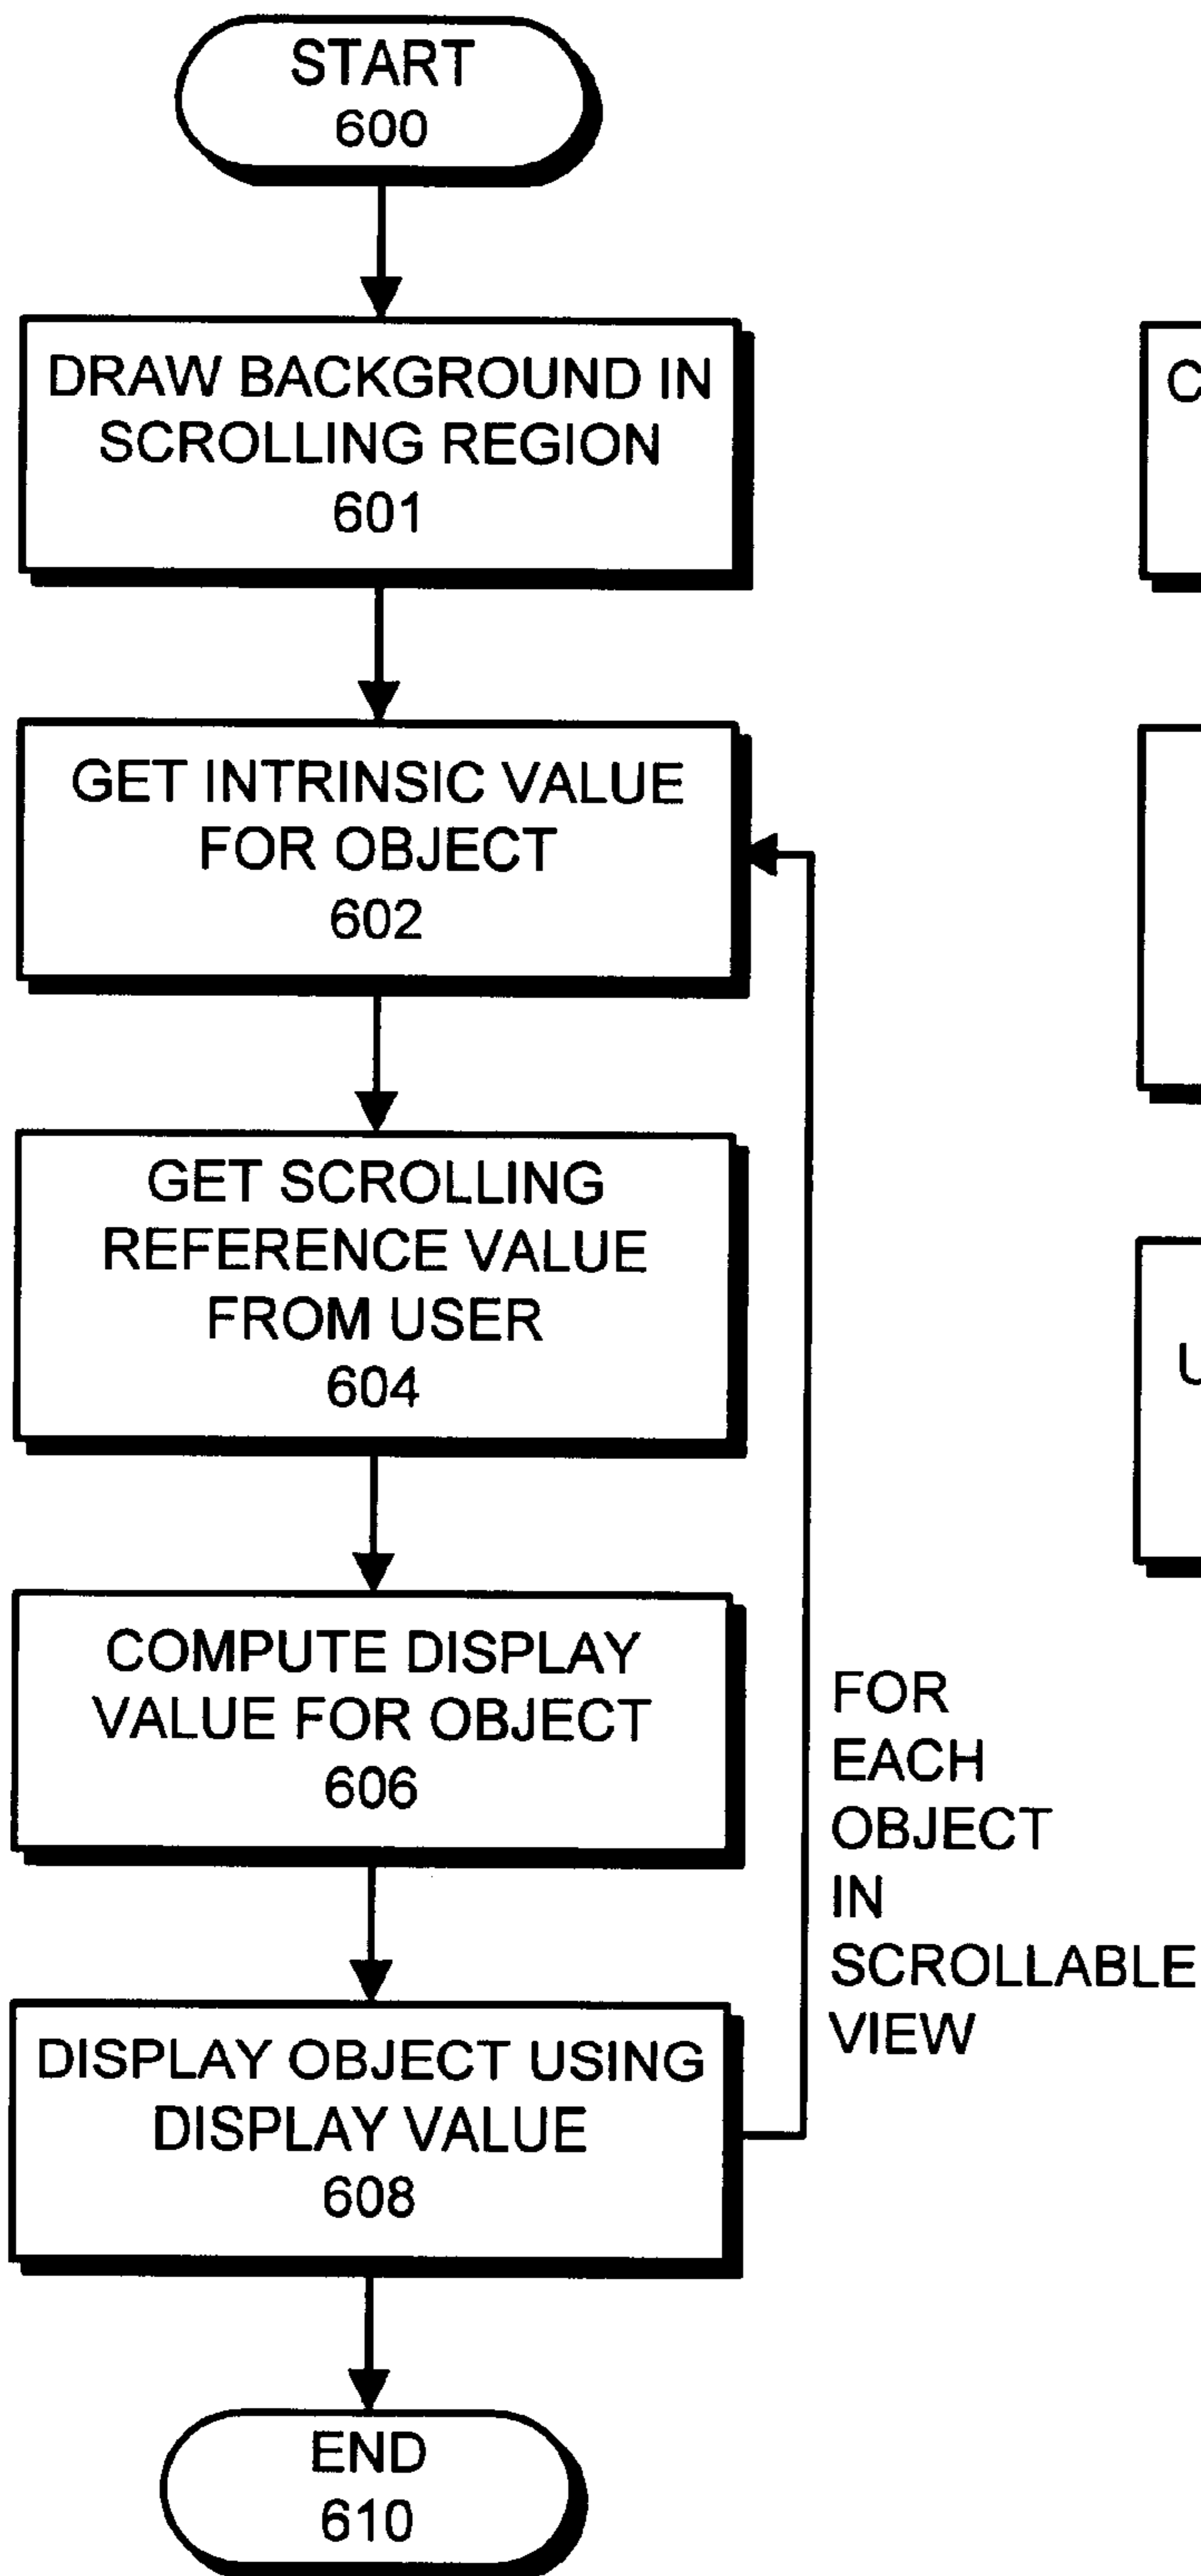 START
600
DRAW BACKGROUND IN
SCROLLING REGION
601
GET INTRINSIC VALUE
FOR OBJECT
602
GET SCROLLING
REFERENCE VALUE
FROM USER
604
COMPUTE DISPLAY
VALUE FOR OBJECT
606
DISPLAY OBJECT USING
DISPLAY VALUE
608
END
610
FOR
EACH
OBJECT
IN
SCROLLABLE
VIEW
C
U